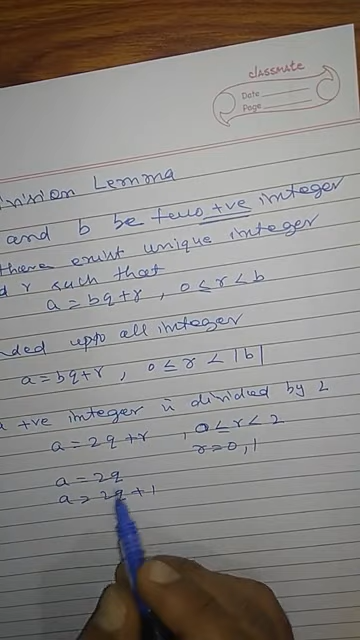 classmate
Date
Page
Division Lemma
and b be two +ve integer
there exist unique integer
r such that
a = bq + r , 0 ≤ r < b
upto all integer
a = bq + r , 0 ≤ r < |b|
+ve integer is divided by 2
a = 2q + r , 0 ≤ r < 2
r = 0, 1
a = 2q
a = 2q + 1